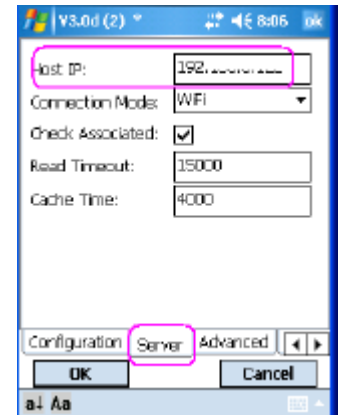 V3.0d (2) 8:06 ok
Host IP:
Connection Mode: WiFi
Check Associated:
Read Timeout: 15000
Cache Time: 4000
Configuration Server Advanced
OK Cancel
a↓ Aa